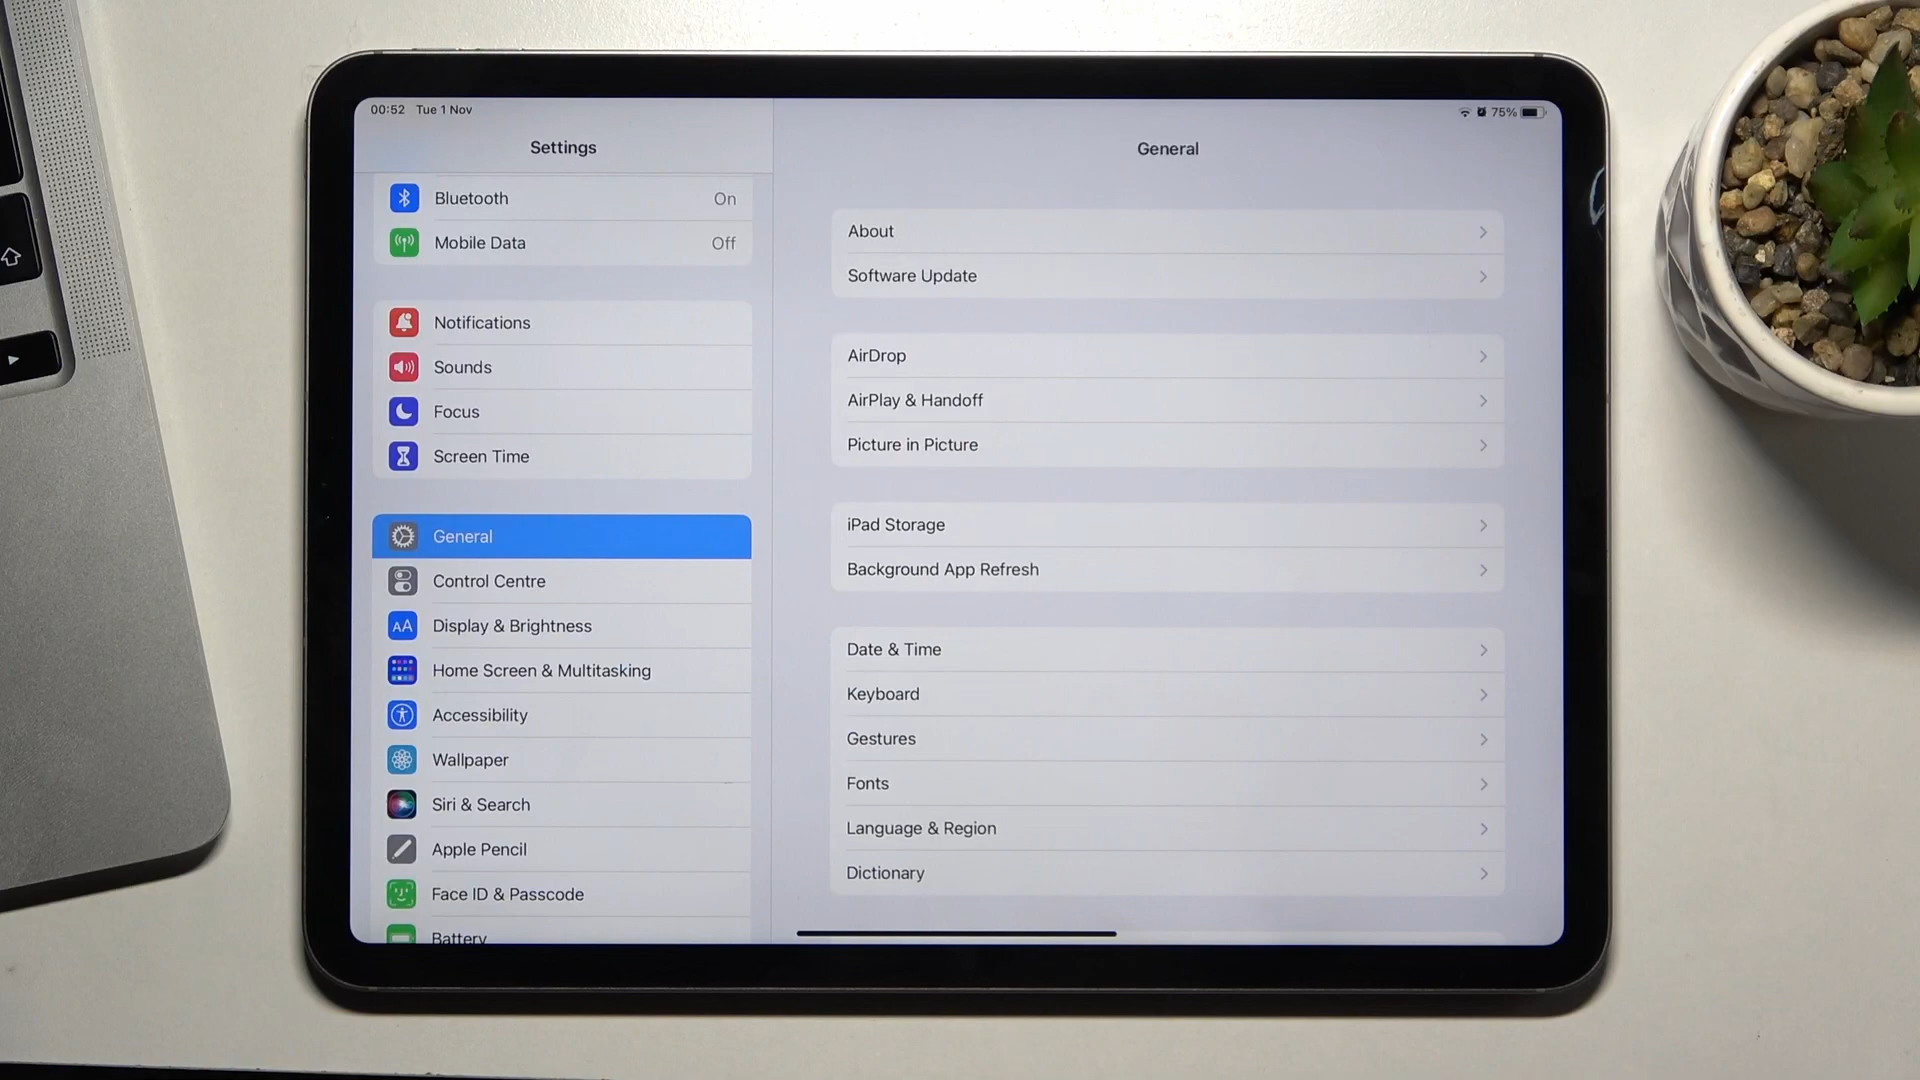 00:52 Tue 1 Nov
75%
Settings
Bluetooth On
Mobile Data Off
Notifications
Sounds
Focus
Screen Time
General
Control Centre
AA Display & Brightness
Home Screen & Multitasking
Accessibility
Wallpaper
Siri & Search
Apple Pencil
Face ID & Passcode
Battery
General
About
Software Update
AirDrop
AirPlay & Handoff
Picture in Picture
iPad Storage
Background App Refresh
Date & Time
Keyboard
Gestures
Fonts
Language & Region
Dictionary